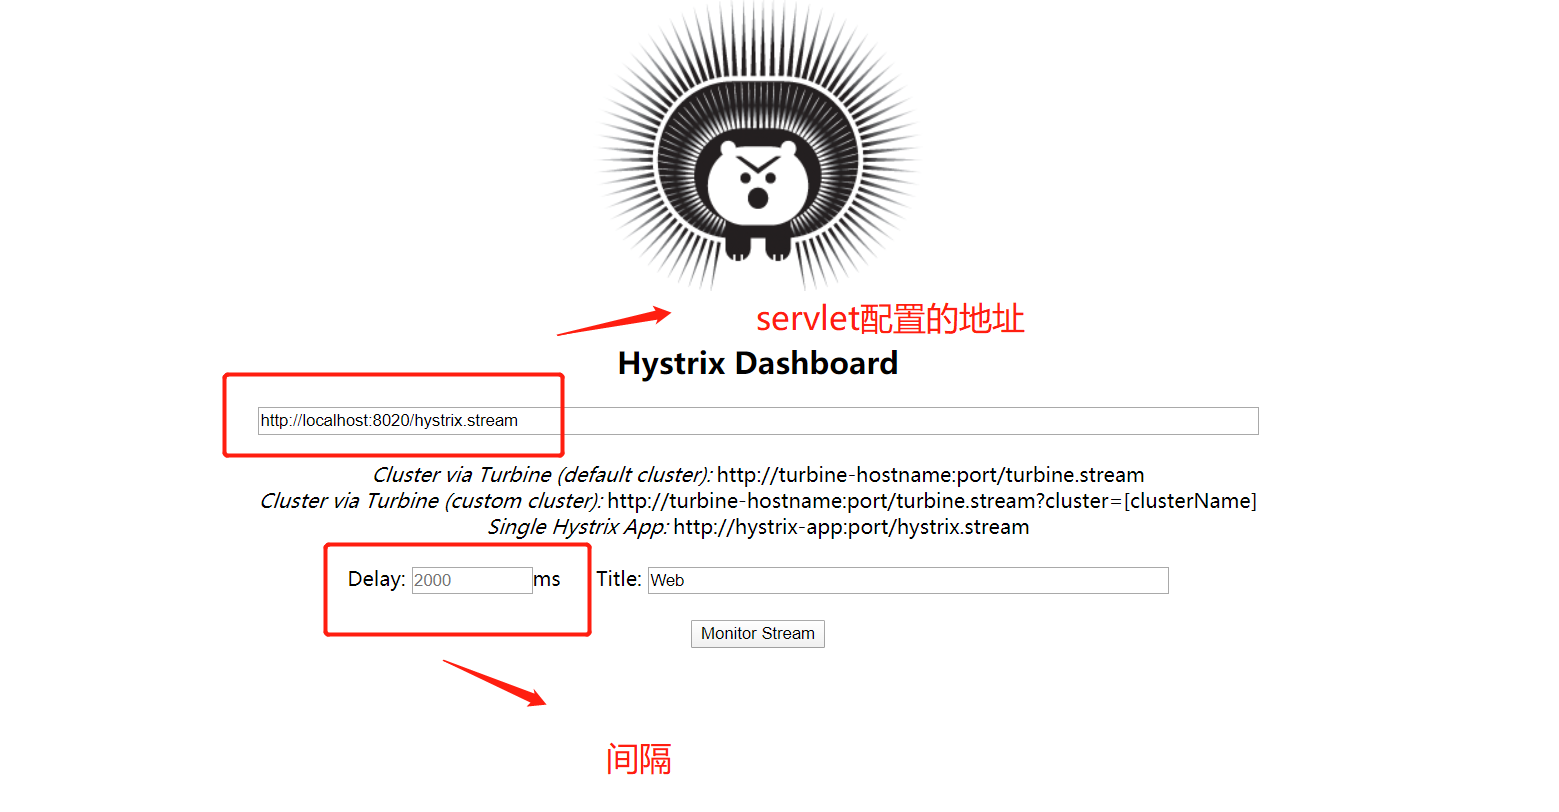 servlet配置的地址
Hystrix Dashboard
http://localhost:8020/hystrix.stream
Cluster via Turbine (default cluster): http://turbine-hostname:port/turbine.stream
Cluster via Turbine (custom cluster): http://turbine-hostname:port/turbine.stream?cluster=[clusterName]
Single Hystrix App: http://hystrix-app:port/hystrix.stream
Delay: 2000 ms Title: Web
Monitor Stream
间隔